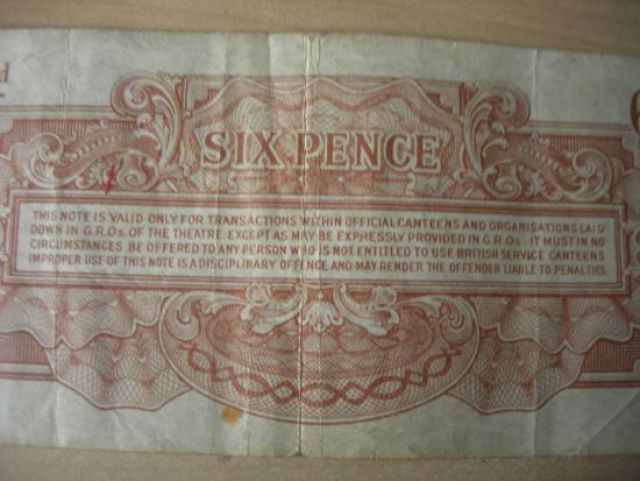 d
SIX PENCE
THIS NOTE IS VALID ONLY FOR TRANSACTIONS WITHIN OFFICIAL CANTEENS AND ORGANISATIONS LAID
DOWN IN G.R.Os. OF THE THEATRE. EXCEPT AS MAY BE EXPRESSLY PROVIDED IN G.R.Os. IT MUST IN NO
CIRCUMSTANCES BE OFFERED TO ANY PERSON WHO IS NOT ENTITLED TO USE BRITISH SERVICE CANTEENS
IMPROPER USE OF THIS NOTE IS A DISCIPLINARY OFFENCE AND MAY RENDER THE OFFENDER LIABLE TO PENALTIES